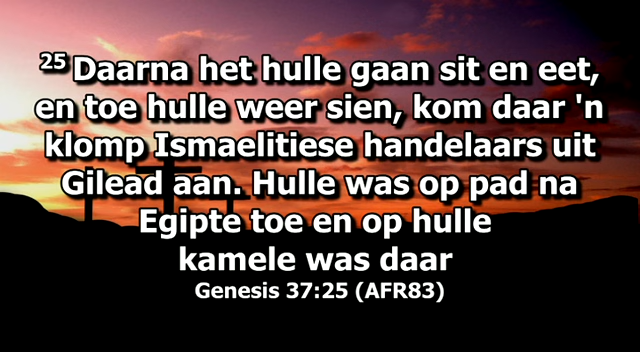 25 Daarna het hulle gaan sit en eet,
en toe hulle weer sien, kom daar 'n
klomp Ismaelitiese handelaars uit
Gilead aan. Hulle was op pad na
Egipte toe en op hulle
kamele was daar
Genesis 37:25 (AFR83)